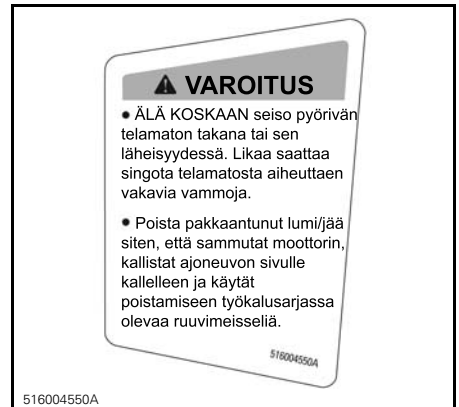 VAROITUS
● ÄLÄ KOSKAAN seiso pyörivän
telamaton takana tai sen
läheisyydessä. Likaa saattaa
singota telamatosta aiheuttaen
vakavia vammoja.
● Poista pakkaantunut lumi/jää
siten, että sammutat moottorin,
kallistat ajoneuvon sivulle
kallelleen ja käytät
poistamiseen työkalusarjassa
olevaa ruuvimeisseliä.
516004550A
516004550A